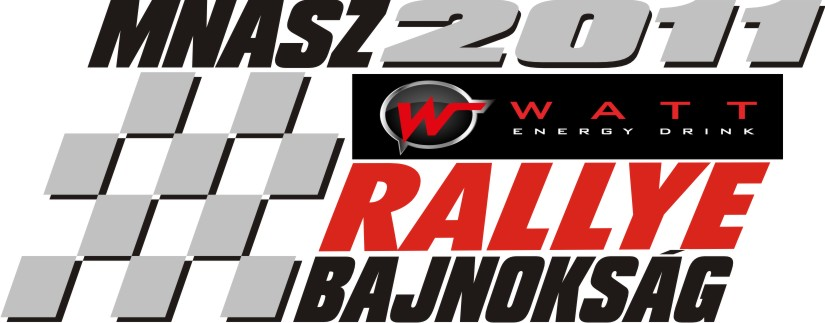 MNASZ 2011
W WATT
ENERGY DRINK
RALLYE
BAJNOKSÁG